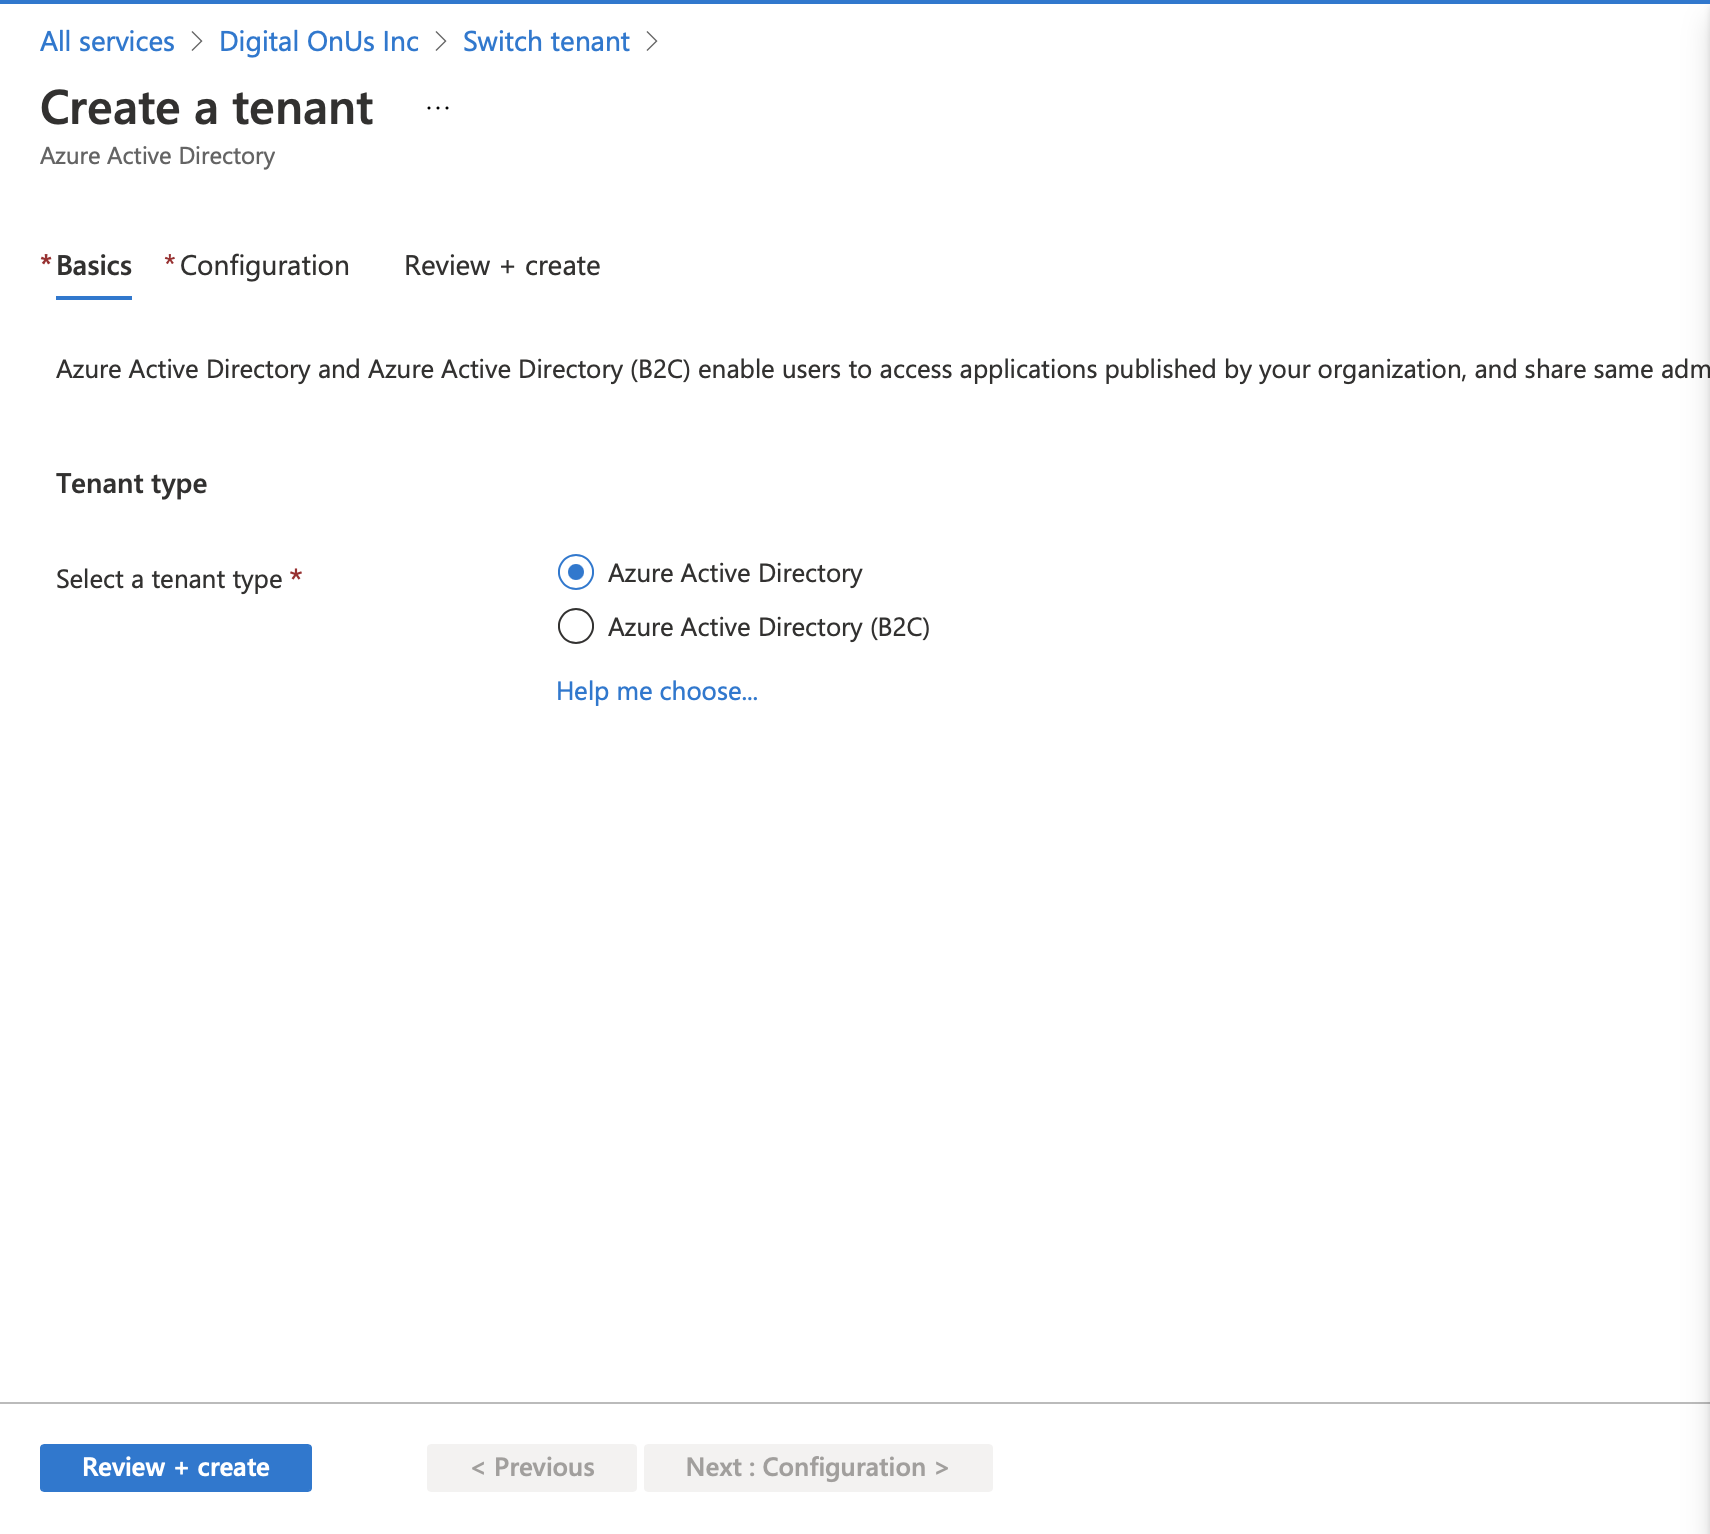 All services > Digital OnUs Inc > Switch tenant >
Create a tenant ...
Azure Active Directory
* Basics * Configuration Review + create
Azure Active Directory and Azure Active Directory (B2C) enable users to access applications published by your organization, and share same adm
Tenant type
Select a tenant type *
Azure Active Directory
Azure Active Directory (B2C)
Help me choose...
Review + create < Previous Next : Configuration >